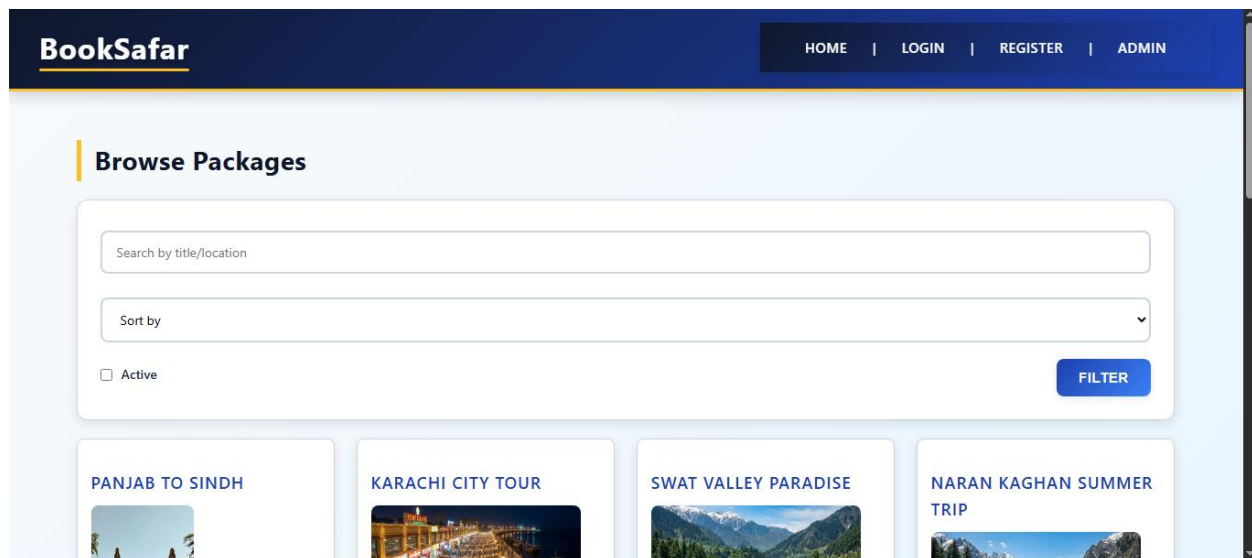 BookSafar
HOME | LOGIN | REGISTER | ADMIN
Browse Packages
Search by title/location
Sort by
Active
FILTER
PANJAB TO SINDH
KARACHI CITY TOUR
SWAT VALLEY PARADISE
NARAN KAGHAN SUMMER
TRIP